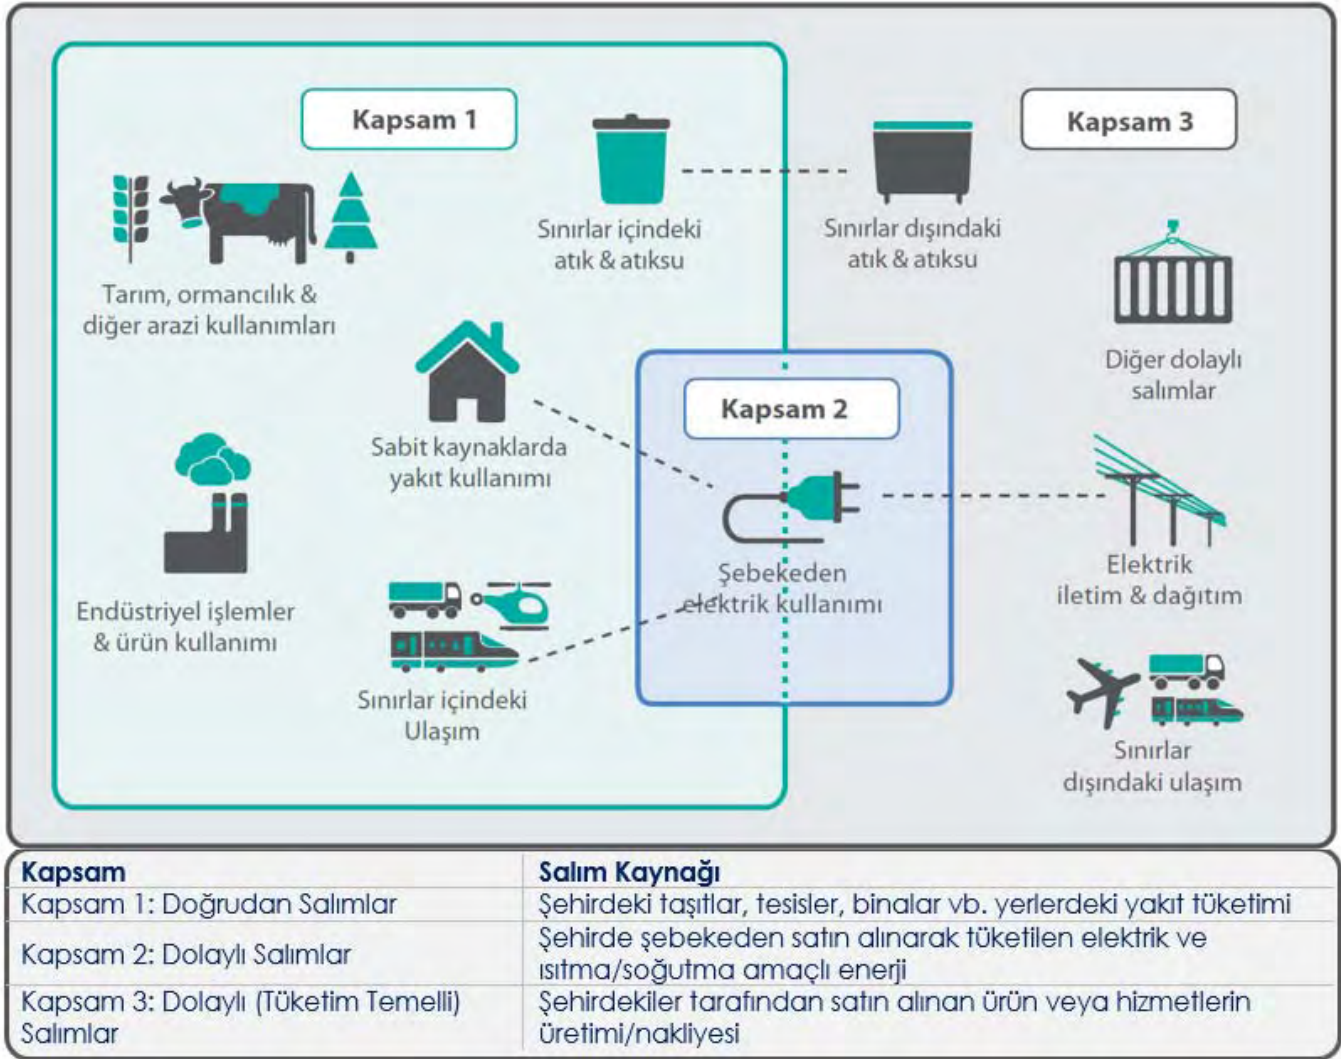 Kapsam 1
Kapsam 3
Sınırlar içindeki
atık & atıksu
Sınırlar dışındaki
atık & atıksu
Tarım, ormancılık &
diğer arazi kullanımları
Diğer dolaylı
salımlar
Kapsam 2
Sabit kaynaklarda
yakıt kullanımı
Şebekeden
elektrik kullanımı
Elektrik
iletim & dağıtım
Endüstriyel işlemler
& ürün kullanımı
Sınırlar içindeki
Ulaşım
Sınırlar
dışındaki ulaşım
Kapsam
Salım Kaynağı
Kapsam 1: Doğrudan Salımlar
Şehirdeki taşıtlar, tesisler, binalar vb. yerlerdeki yakıt tüketimi
Kapsam 2: Dolaylı Salımlar
Şehirde şebekeden satın alınarak tüketilen elektrik ve
ısıtma/soğutma amaçlı enerji
Kapsam 3: Dolaylı (Tüketim Temelli)
Salımlar
Şehirdekiler tarafından satın alınan ürün veya hizmetlerin
üretimi/nakliyesi